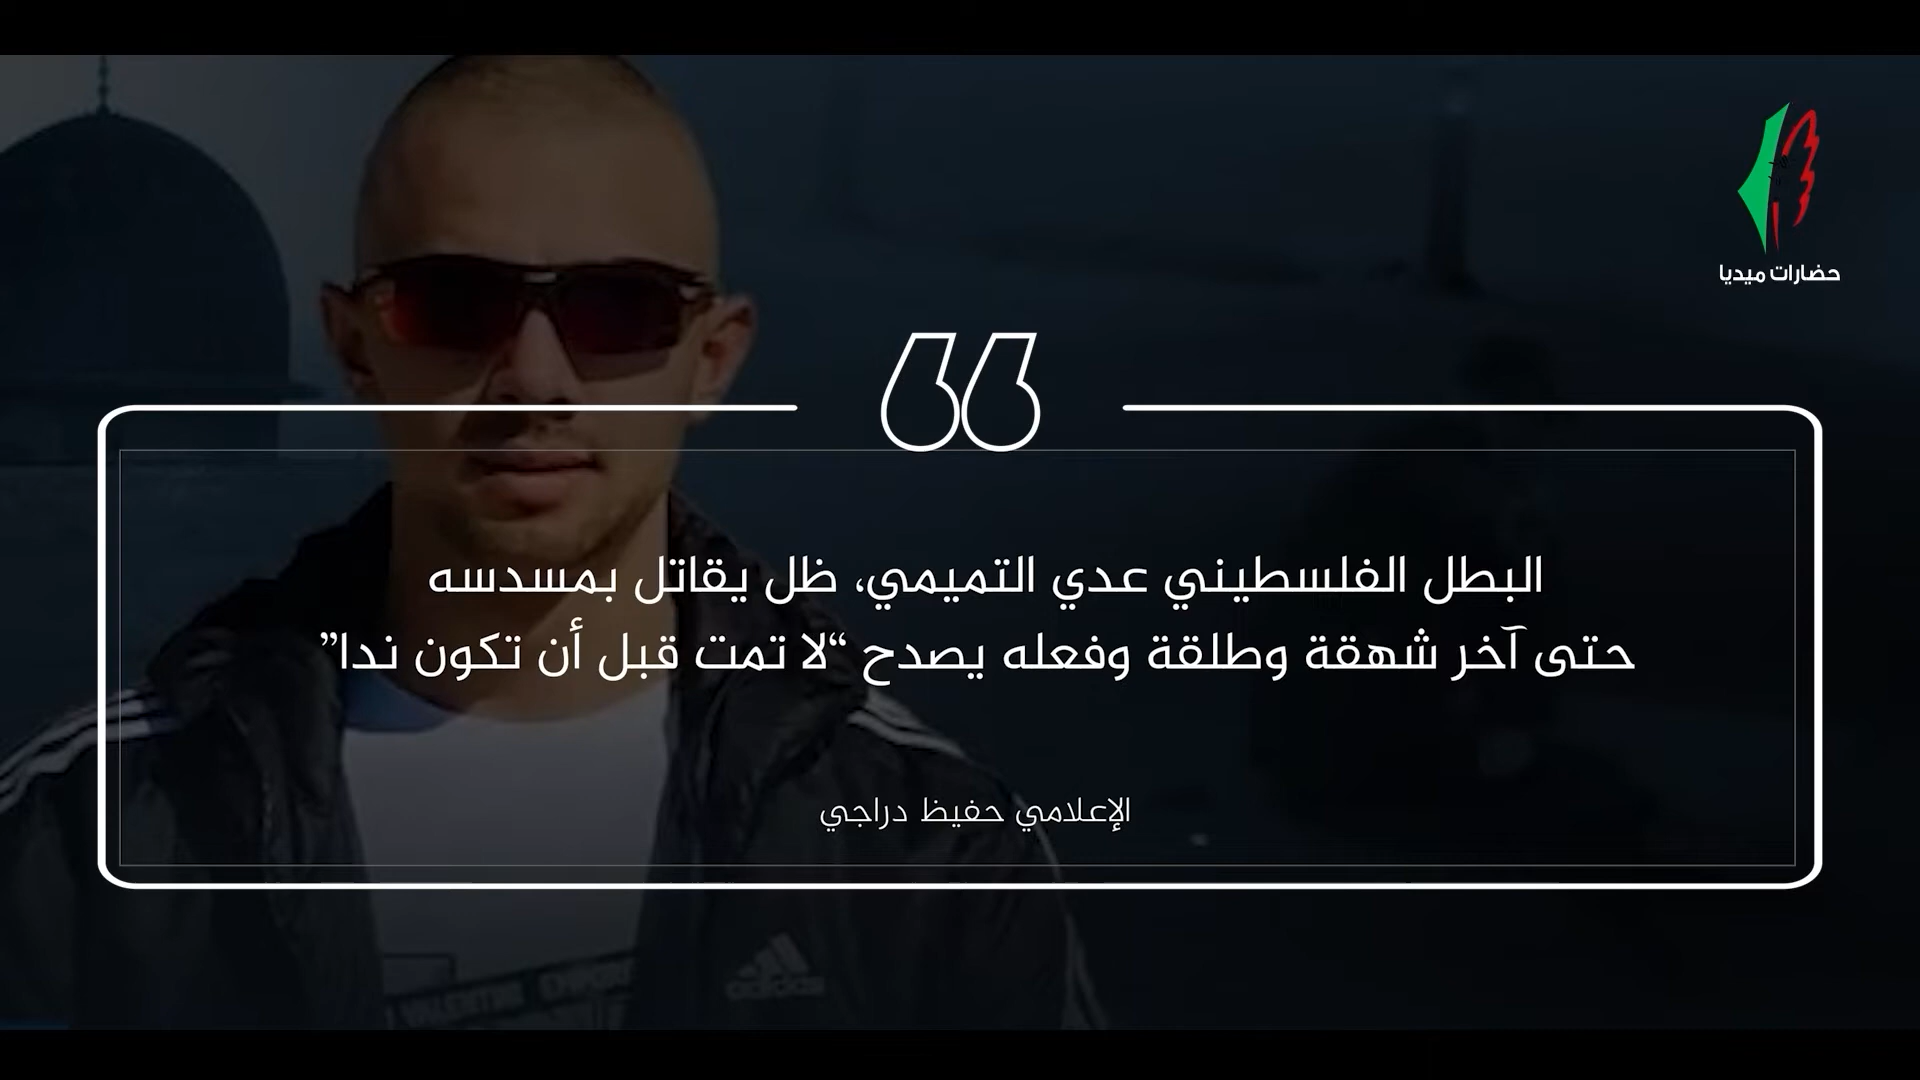 حضارات ميديا
البطل الفلسطيني عدي التميمي، ظل يقاتل بمسدسه
حتى آخر شهقة وطلقة وفعله يصدح “لا تمت قبل أن تكون ندا”
الإعلامي حفيظ دراجي
adidas